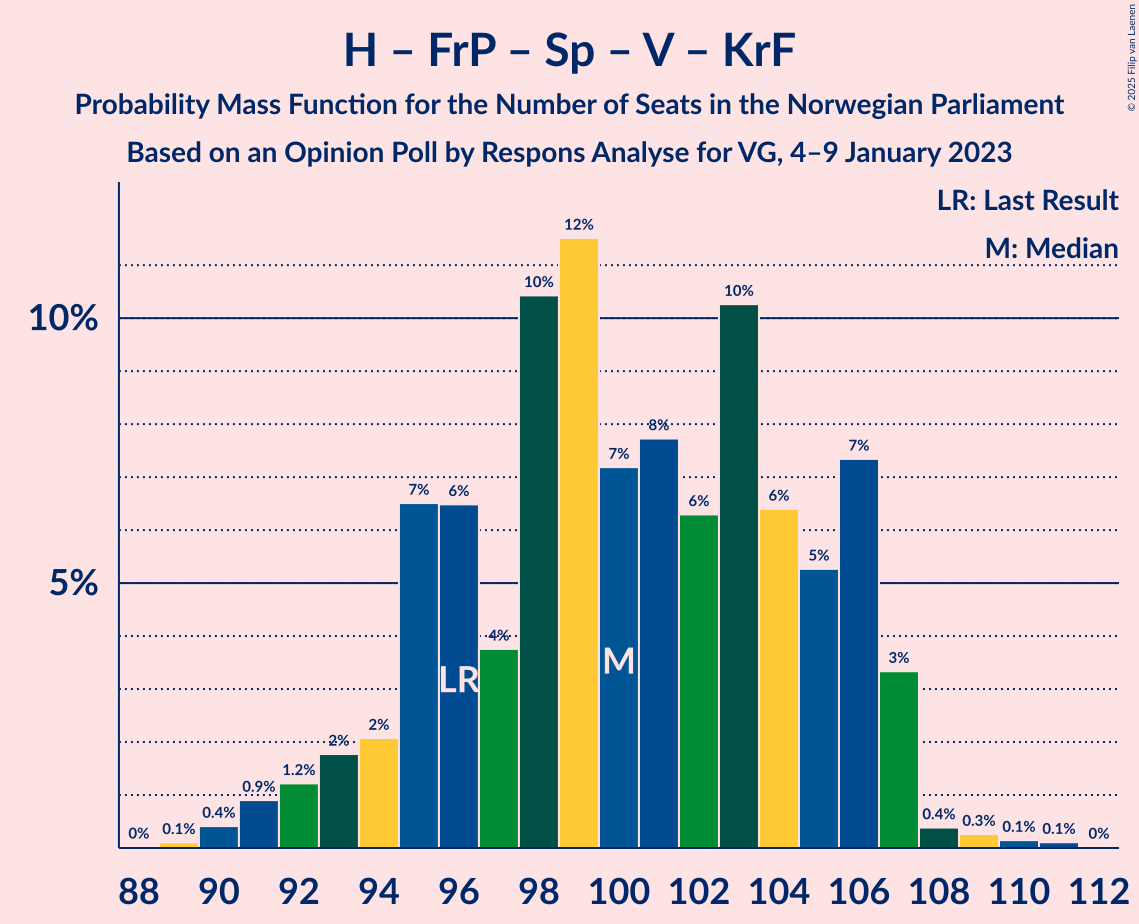 H – FrP – Sp – V – KrF
Probability Mass Function for the Number of Seats in the Norwegian Parliament
Based on an Opinion Poll by Respons Analyse for VG, 4–9 January 2023
© 2025 Filip van Laenen
LR: Last Result
M: Median
10%
5%
0% 0.1% 0.4% 0.9% 1.2% 2% 2% 7% 6% 4% 10% 12% 7% 8% 6% 10% 6% 5% 7% 3% 0.4% 0.3% 0.1% 0.1% 0%
LR M
88 90 92 94 96 98 100 102 104 106 108 110 112